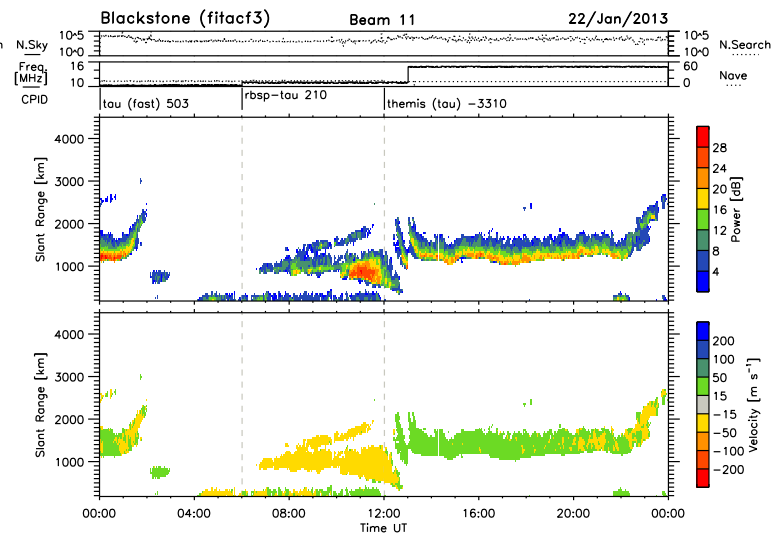 Blackstone (fitacf3) Beam 11 22/Jan/2013
n N.Sky 10^5 10^0 10^5 10^0 N.Search
Freq. [MHz] 16 10 60 0 Nave
CPID tau (fast) 503 rbsp-tau 210 themis (tau) -3310
Slant Range [km] 4000 3000 2000 1000
Power [dB] 28 24 20 16 12 8 4
Slant Range [km] 4000 3000 2000 1000
Velocity [m s⁻¹] 200 100 50 15 -15 -50 -100 -200
00:00 04:00 08:00 12:00 16:00 20:00 00:00
Time UT